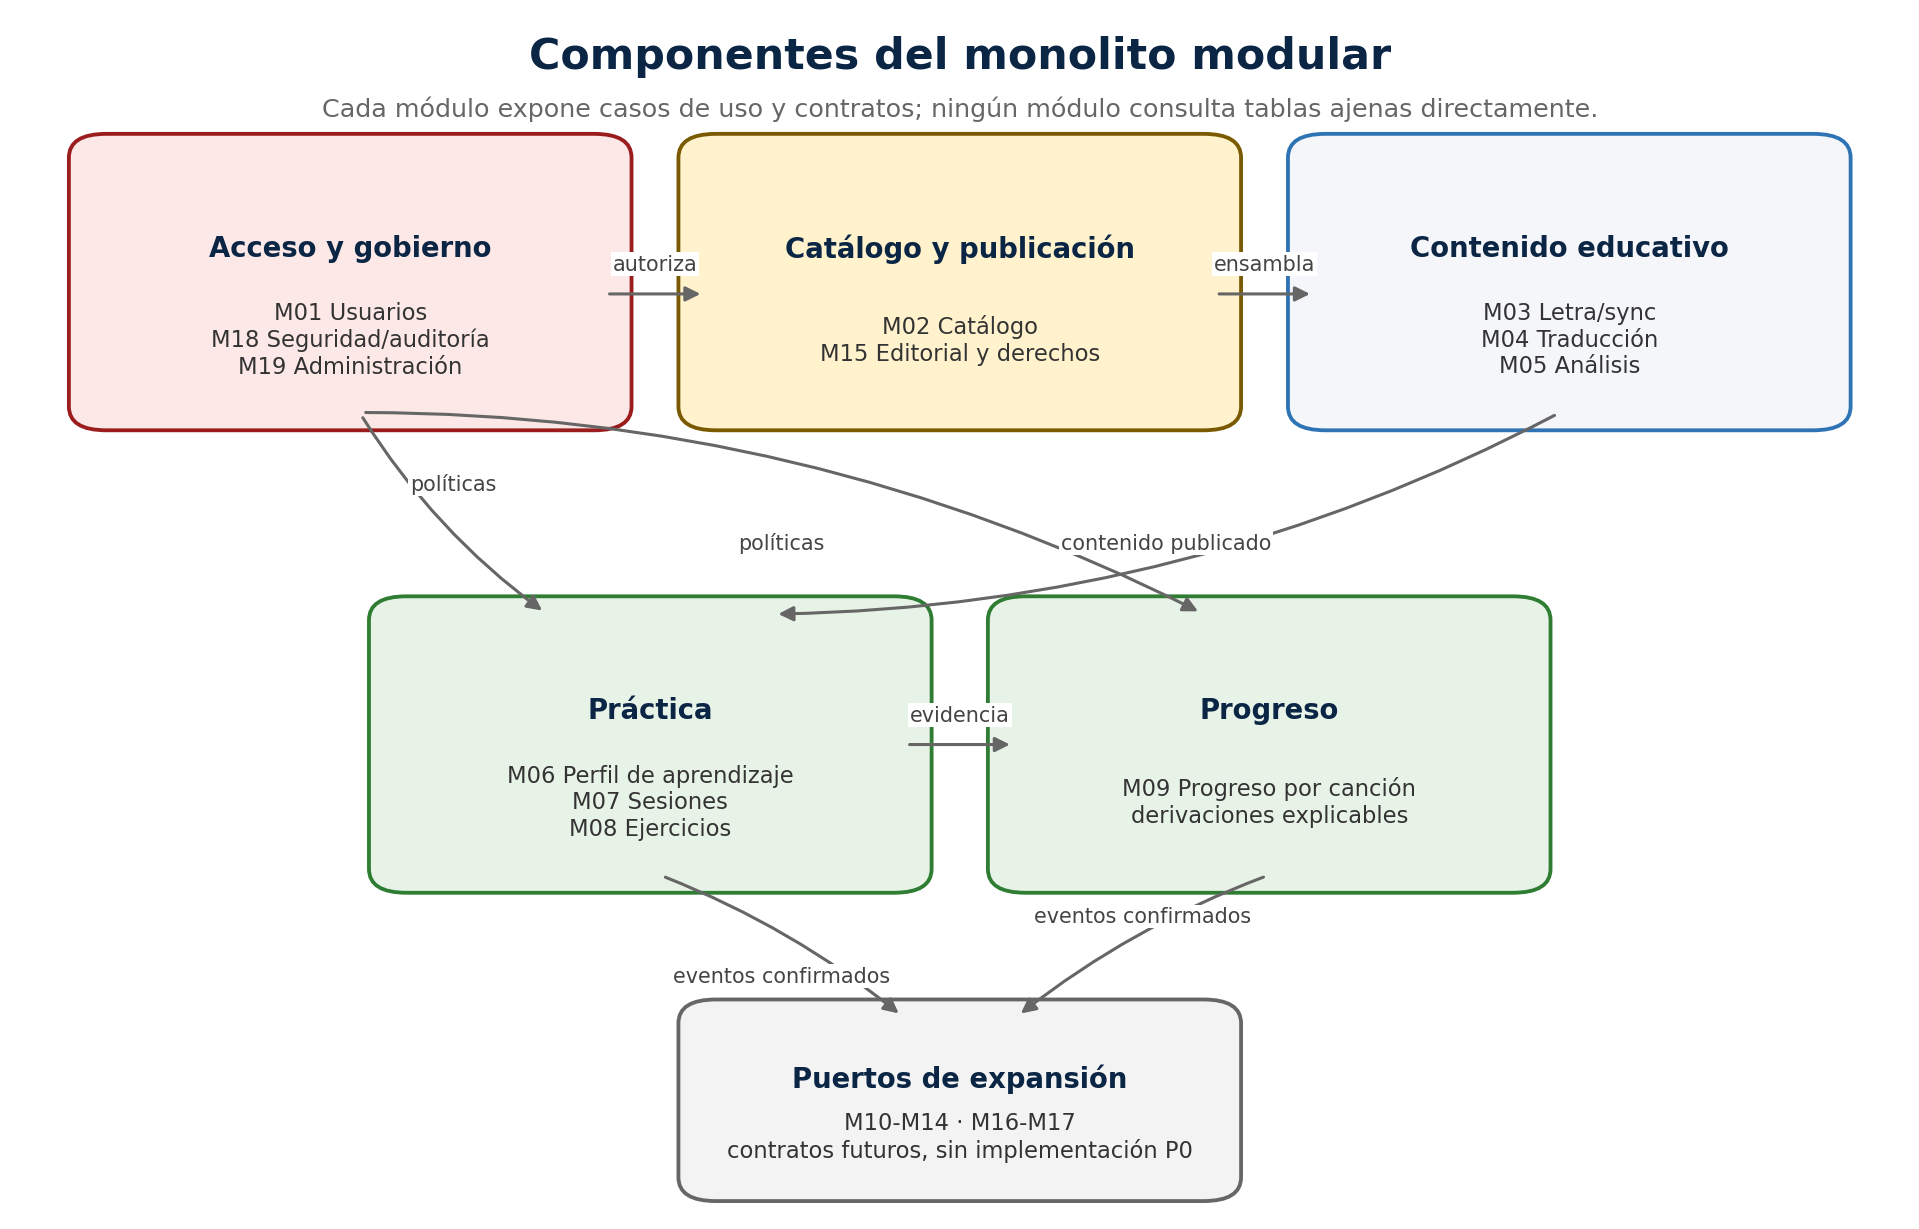 Componentes del monolito modular
Cada módulo expone casos de uso y contratos; ningún módulo consulta tablas ajenas directamente.
Acceso y gobierno
M01 Usuarios
M18 Seguridad/auditoría
M19 Administración
autoriza
Catálogo y publicación
M02 Catálogo
M15 Editorial y derechos
ensambla
Contenido educativo
M03 Letra/sync
M04 Traducción
M05 Análisis
políticas
políticas
contenido publicado
Práctica
M06 Perfil de aprendizaje
M07 Sesiones
M08 Ejercicios
evidencia
Progreso
M09 Progreso por canción
derivaciones explicables
eventos confirmados
eventos confirmados
Puertos de expansión
M10-M14 · M16-M17
contratos futuros, sin implementación P0